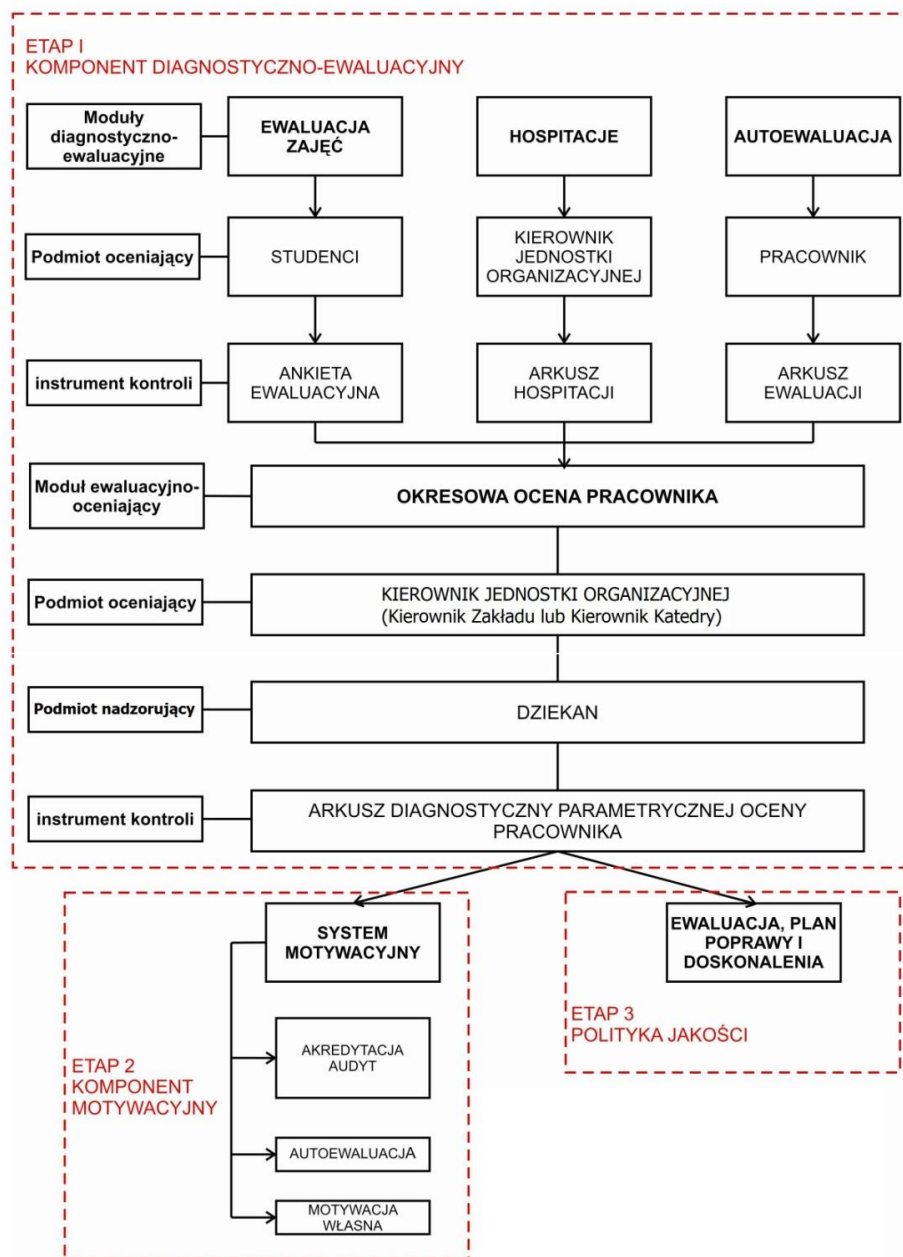 ETAP I
KOMPONENT DIAGNOSTYCZNO-EWALUACYJNY
Moduły
diagnostyczno-
ewaluacyjne
EWALUACJA
ZAJĘĆ
HOSPITACJE
AUTOEWALUACJA
Podmiot oceniający
STUDENCI
KIEROWNIK
JEDNOSTKI
ORGANIZACYJNEJ
PRACOWNIK
instrument kontroli
ANKIETA
EWALUACYJNA
ARKUSZ
HOSPITACJI
ARKUSZ
EWALUACJI
Moduł ewaluacyjno-
oceniający
OKRESOWA OCENA PRACOWNIKA
Podmiot oceniający
KIEROWNIK JEDNOSTKI ORGANIZACYJNEJ
(Kierownik Zakładu lub Kierownik Katedry)
Podmiot nadzorujący
DZIEKAN
instrument kontroli
ARKUSZ DIAGNOSTYCZNY PARAMETRYCZNEJ OCENY
PRACOWNIKA
SYSTEM
MOTYWACYJNY
EWALUACJA, PLAN
POPRAWY I
DOSKONALENIA
ETAP 3
POLITYKA JAKOŚCI
AKREDYTACJA
AUDYT
ETAP 2
KOMPONENT
MOTYWACYJNY
AUTOEWALUACJA
MOTYWACJA
WŁASNA